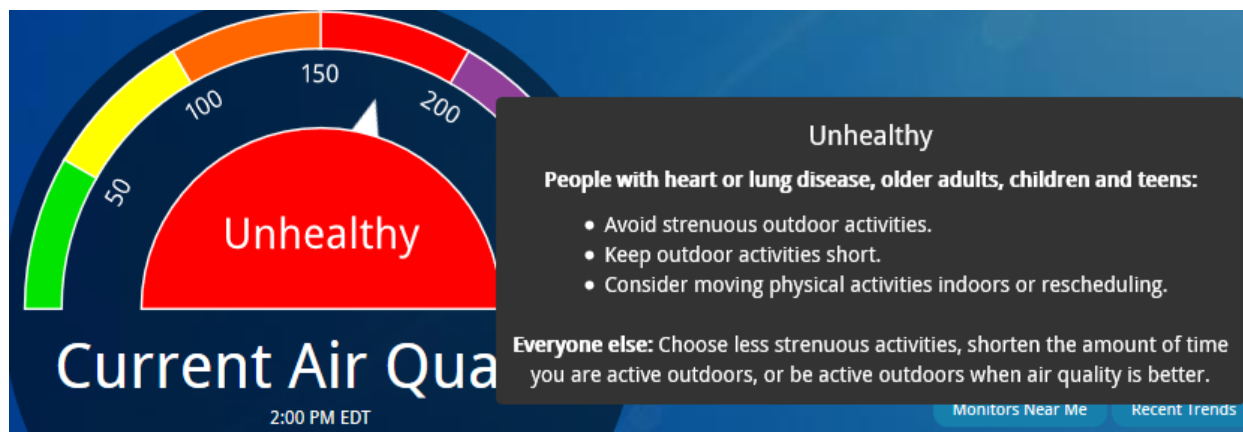 50
100
150
200
Unhealthy
Current Air Qua
2:00 PM EDT
Unhealthy
People with heart or lung disease, older adults, children and teens:
• Avoid strenuous outdoor activities.
• Keep outdoor activities short.
• Consider moving physical activities indoors or rescheduling.
Everyone else: Choose less strenuous activities, shorten the amount of time
you are active outdoors, or be active outdoors when air quality is better.
Monitors Near Me
Recent Trends